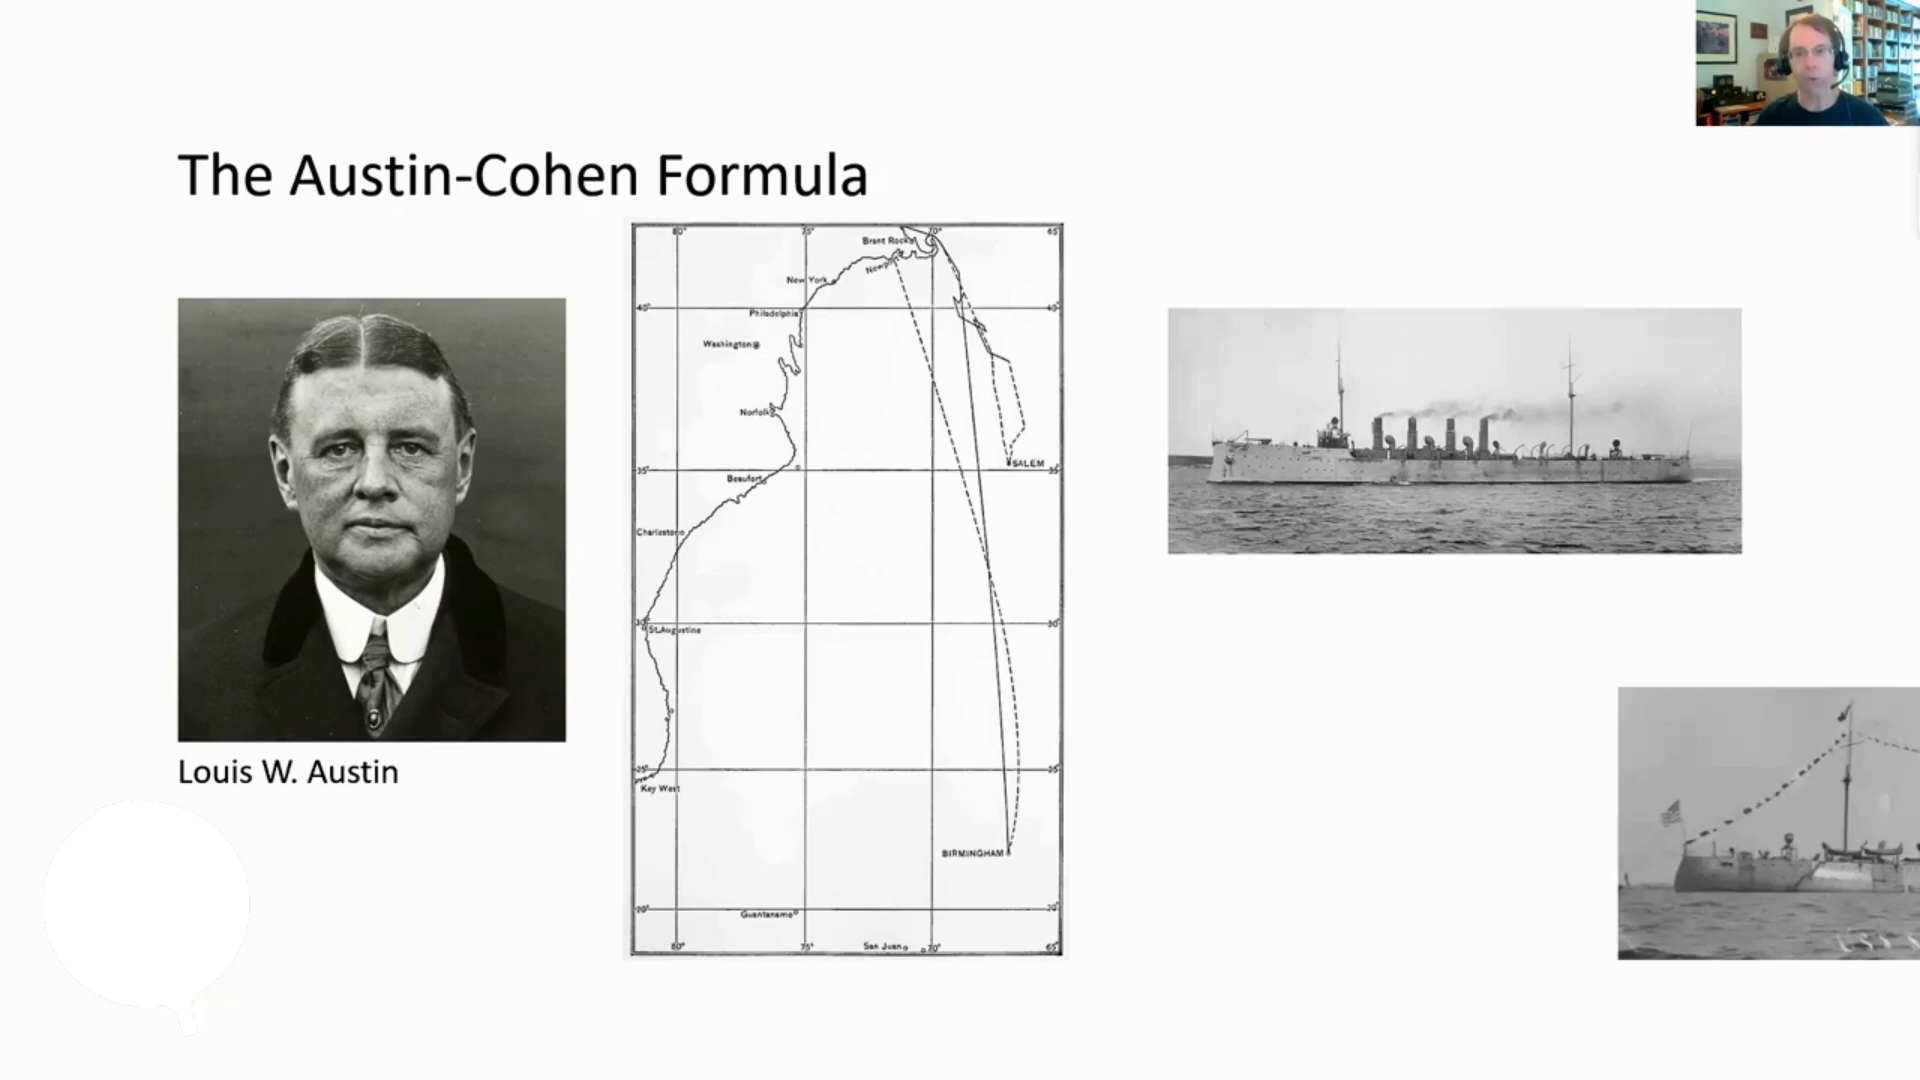 The Austin-Cohen Formula
80° 75° 70° 65
Brant Rock
Newport
New York
40° 40°
Philadelphia
Washington
Norfolk
SALEM
35° 35°
Beaufort
Charleston
30° 30°
St. Augustine
25° 25°
Key West
BIRMINGHAM
20° 20°
Guantanamo
San Juan
80° 75° 70° 65
Louis W. Austin